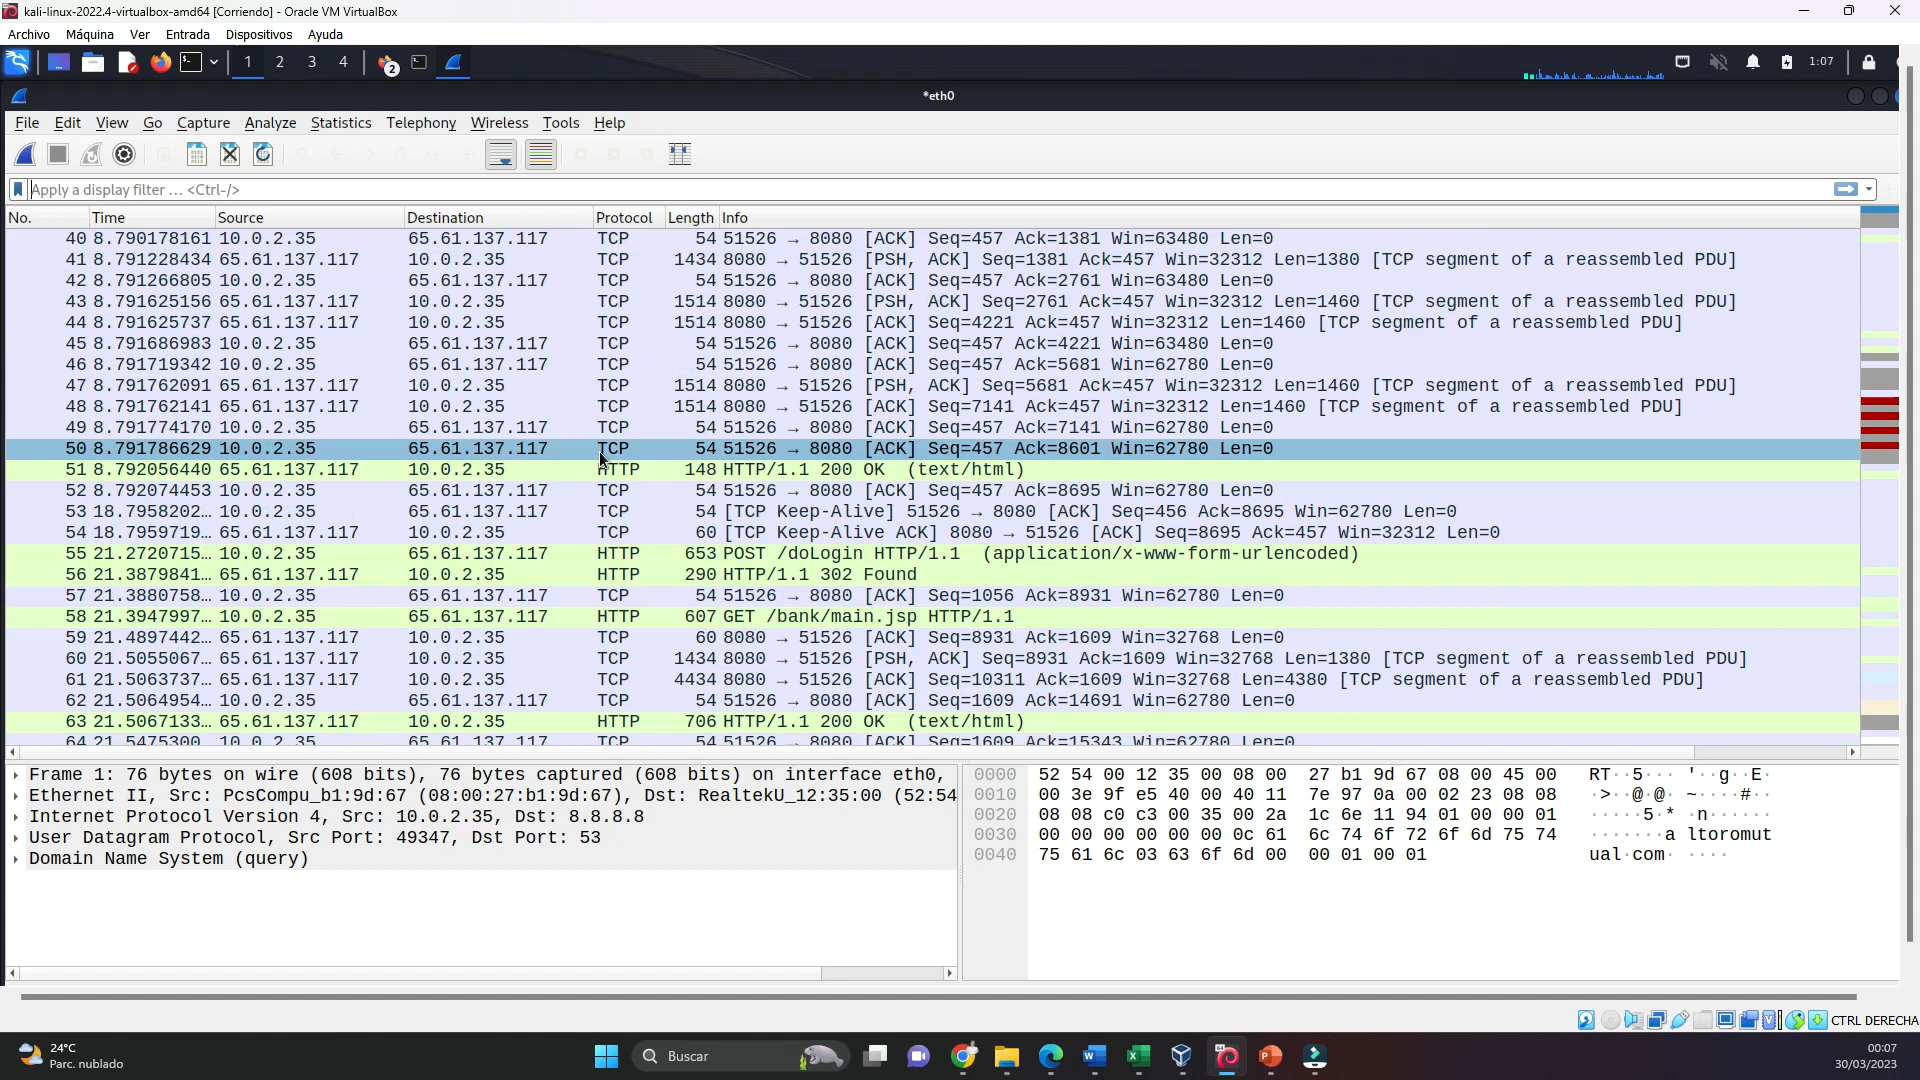 kali-linux-2022.4-virtualbox-amd64 [Corriendo] - Oracle VM VirtualBox
Archivo Máquina Ver Entrada Dispositivos Ayuda
1 2 3 4 2 1:07
*eth0
File Edit View Go Capture Analyze Statistics Telephony Wireless Tools Help
Apply a display filter … <Ctrl-/>
No. Time Source Destination Protocol Length Info
40 8.790178161 10.0.2.35 65.61.137.117 TCP 54 51526 → 8080 [ACK] Seq=457 Ack=1381 Win=63480 Len=0
41 8.791228434 65.61.137.117 10.0.2.35 TCP 1434 8080 → 51526 [PSH, ACK] Seq=1381 Ack=457 Win=32312 Len=1380 [TCP segment of a reassembled PDU]
42 8.791266805 10.0.2.35 65.61.137.117 TCP 54 51526 → 8080 [ACK] Seq=457 Ack=2761 Win=63480 Len=0
43 8.791625156 65.61.137.117 10.0.2.35 TCP 1514 8080 → 51526 [PSH, ACK] Seq=2761 Ack=457 Win=32312 Len=1460 [TCP segment of a reassembled PDU]
44 8.791625737 65.61.137.117 10.0.2.35 TCP 1514 8080 → 51526 [ACK] Seq=4221 Ack=457 Win=32312 Len=1460 [TCP segment of a reassembled PDU]
45 8.791686983 10.0.2.35 65.61.137.117 TCP 54 51526 → 8080 [ACK] Seq=457 Ack=4221 Win=63480 Len=0
46 8.791719342 10.0.2.35 65.61.137.117 TCP 54 51526 → 8080 [ACK] Seq=457 Ack=5681 Win=62780 Len=0
47 8.791762091 65.61.137.117 10.0.2.35 TCP 1514 8080 → 51526 [PSH, ACK] Seq=5681 Ack=457 Win=32312 Len=1460 [TCP segment of a reassembled PDU]
48 8.791762141 65.61.137.117 10.0.2.35 TCP 1514 8080 → 51526 [ACK] Seq=7141 Ack=457 Win=32312 Len=1460 [TCP segment of a reassembled PDU]
49 8.791774170 10.0.2.35 65.61.137.117 TCP 54 51526 → 8080 [ACK] Seq=457 Ack=7141 Win=62780 Len=0
50 8.791786629 10.0.2.35 65.61.137.117 TCP 54 51526 → 8080 [ACK] Seq=457 Ack=8601 Win=62780 Len=0
51 8.792056440 65.61.137.117 10.0.2.35 HTTP 148 HTTP/1.1 200 OK (text/html)
52 8.792074453 10.0.2.35 65.61.137.117 TCP 54 51526 → 8080 [ACK] Seq=457 Ack=8695 Win=62780 Len=0
53 18.7958202… 10.0.2.35 65.61.137.117 TCP 54 [TCP Keep-Alive] 51526 → 8080 [ACK] Seq=456 Ack=8695 Win=62780 Len=0
54 18.7959719… 65.61.137.117 10.0.2.35 TCP 60 [TCP Keep-Alive ACK] 8080 → 51526 [ACK] Seq=8695 Ack=457 Win=32312 Len=0
55 21.2720715… 10.0.2.35 65.61.137.117 HTTP 653 POST /doLogin HTTP/1.1 (application/x-www-form-urlencoded)
56 21.3879841… 65.61.137.117 10.0.2.35 HTTP 290 HTTP/1.1 302 Found
57 21.3880758… 10.0.2.35 65.61.137.117 TCP 54 51526 → 8080 [ACK] Seq=1056 Ack=8931 Win=62780 Len=0
58 21.3947997… 10.0.2.35 65.61.137.117 HTTP 607 GET /bank/main.jsp HTTP/1.1
59 21.4897442… 65.61.137.117 10.0.2.35 TCP 60 8080 → 51526 [ACK] Seq=8931 Ack=1609 Win=32768 Len=0
60 21.5055067… 65.61.137.117 10.0.2.35 TCP 1434 8080 → 51526 [PSH, ACK] Seq=8931 Ack=1609 Win=32768 Len=1380 [TCP segment of a reassembled PDU]
61 21.5063737… 65.61.137.117 10.0.2.35 TCP 4434 8080 → 51526 [ACK] Seq=10311 Ack=1609 Win=32768 Len=4380 [TCP segment of a reassembled PDU]
62 21.5064954… 10.0.2.35 65.61.137.117 TCP 54 51526 → 8080 [ACK] Seq=1609 Ack=14691 Win=62780 Len=0
63 21.5067133… 65.61.137.117 10.0.2.35 HTTP 706 HTTP/1.1 200 OK (text/html)
64 21.5475300 10.0.2.35 65.61.137.117 TCP 54 51526 → 8080 [ACK] Seq=1609 Ack=15343 Win=62780 Len=0
Frame 1: 76 bytes on wire (608 bits), 76 bytes captured (608 bits) on interface eth0,
Ethernet II, Src: PcsCompu_b1:9d:67 (08:00:27:b1:9d:67), Dst: RealtekU_12:35:00 (52:54
Internet Protocol Version 4, Src: 10.0.2.35, Dst: 8.8.8.8
User Datagram Protocol, Src Port: 49347, Dst Port: 53
Domain Name System (query)
0000 52 54 00 12 35 00 08 00 27 b1 9d 67 08 00 45 00 RT··5··· '··g··E·
0010 00 3e 9f e5 40 00 40 11 7e 97 0a 00 02 23 08 08 ·>··@·@· ~····#··
0020 08 08 c0 c3 00 35 00 2a 1c 6e 11 94 01 00 00 01 ·····5·* ·n······
0030 00 00 00 00 00 00 0c 61 6c 74 6f 72 6f 6d 75 74 ·······a ltoromut
0040 75 61 6c 03 63 6f 6d 00 00 01 00 01 ual·com· ····
CTRL DERECHA
24°C
Parc. nublado
Buscar
00:07
30/03/2023